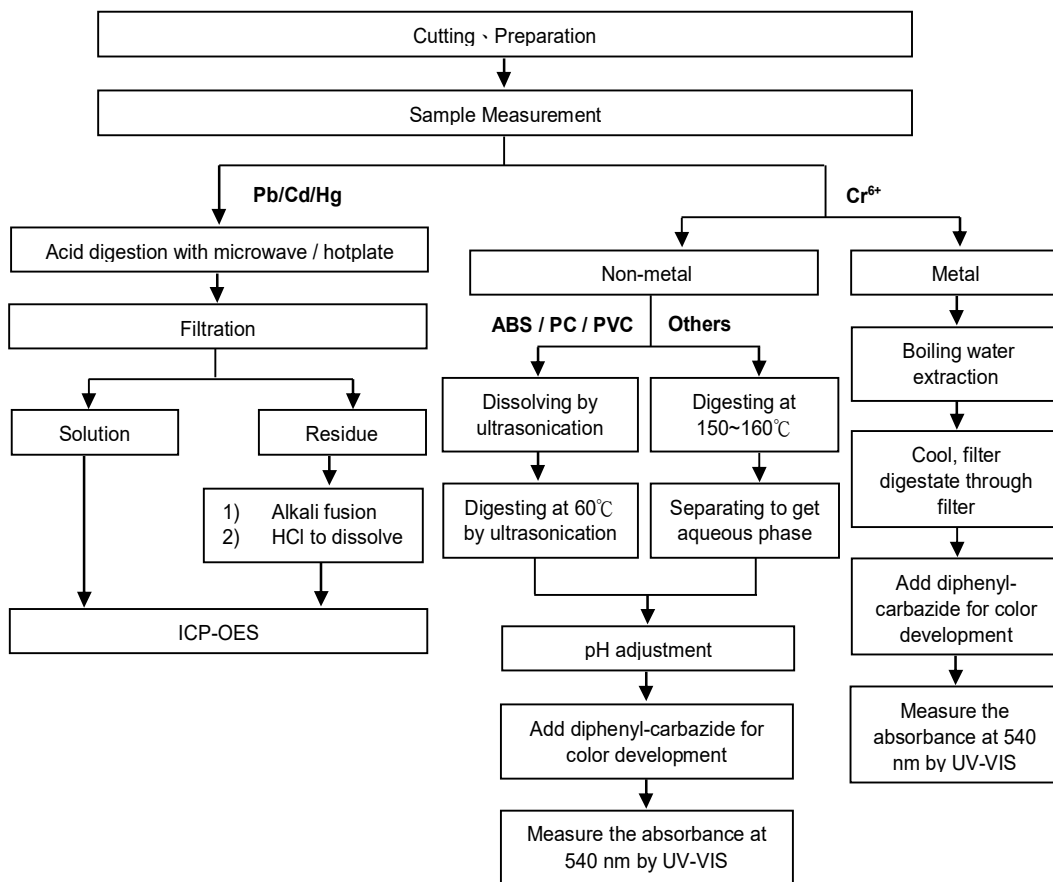 Cutting、Preparation
Sample Measurement
Pb/Cd/Hg
Cr⁶⁺
Acid digestion with microwave / hotplate
Filtration
Solution
Residue
1) Alkali fusion
2) HCl to dissolve
ICP-OES
Non-metal
ABS / PC / PVC
Others
Dissolving by
ultrasonication
Digesting at
150~160℃
Digesting at 60℃
by ultrasonication
Separating to get
aqueous phase
pH adjustment
Add diphenyl-carbazide for
color development
Measure the absorbance at
540 nm by UV-VIS
Metal
Boiling water
extraction
Cool, filter
digestate through
filter
Add diphenyl-
carbazide for color
development
Measure the
absorbance at 540
nm by UV-VIS